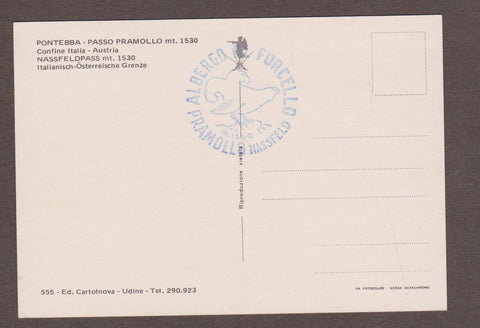 PONTEBBA - PASSO PRAMOLLO mt. 1530
Confine Italia - Austria
NASSFELDPASS mt. 1530
Italianisch-Österreische Grenze
ALBERGO FORCELLO
PRAMOLLO NASSFELD
Riproduzione vietata
555 - Ed. Cartolnova - Udine - Tel. 290.923
DA FOTOCOLOR KODAK EKTACHROME